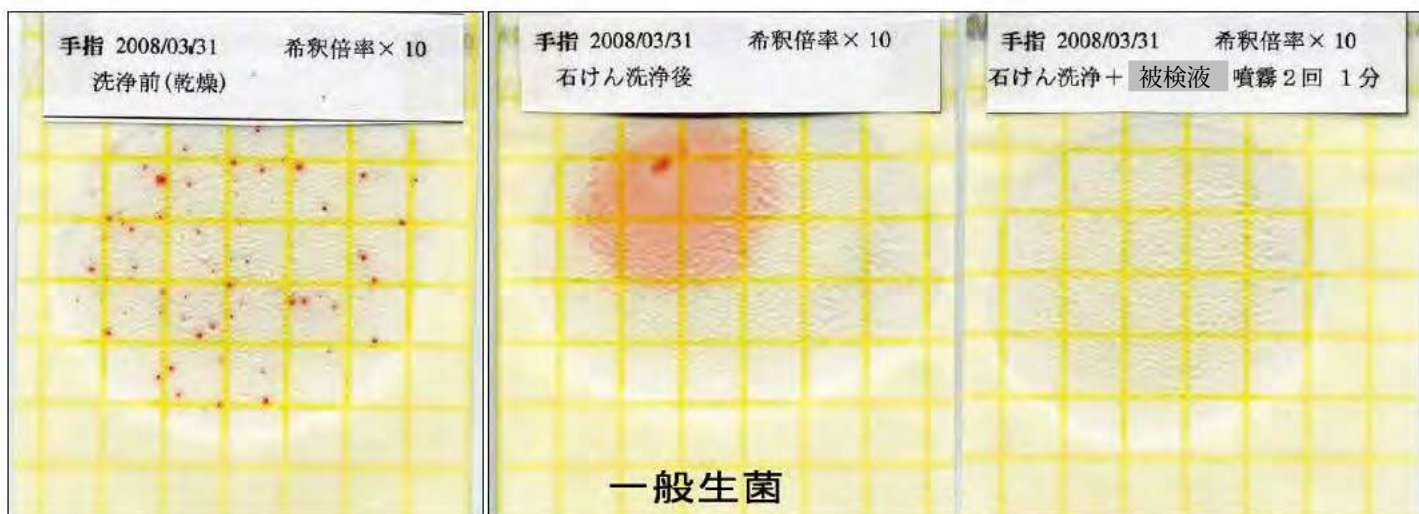 手指 2008/03/31 希釈倍率×10
洗浄前(乾燥)
手指 2008/03/31 希釈倍率×10
石けん洗浄後
手指 2008/03/31 希釈倍率×10
石けん洗浄+ 被検液 噴霧2回 1分
一般生菌